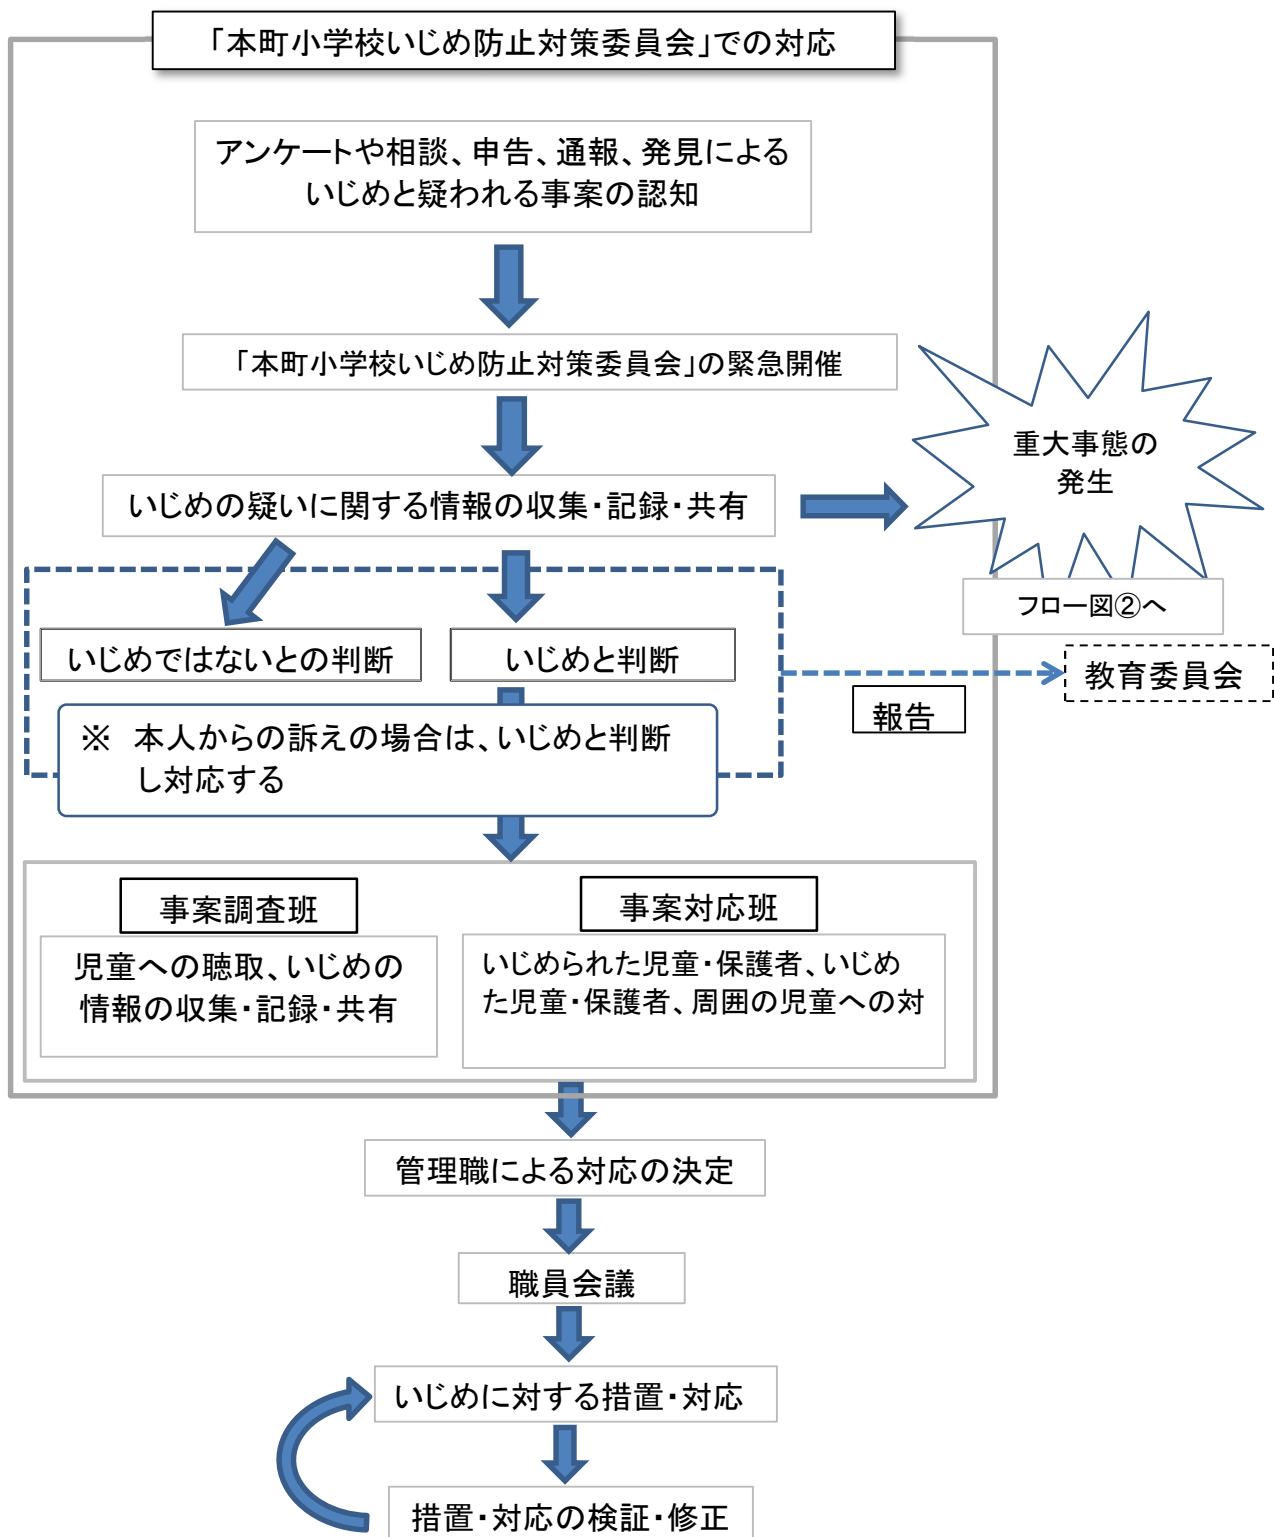 「本町小学校いじめ防止対策委員会」での対応
アンケートや相談、申告、通報、発見による
いじめと疑われる事案の認知
「本町小学校いじめ防止対策委員会」の緊急開催
重大事態の
発生
いじめの疑いに関する情報の収集・記録・共有
フロー図②へ
いじめではないとの判断
いじめと判断
教育委員会
報告
※　本人からの訴えの場合は、いじめと判断
し対応する
事案調査班
児童への聴取、いじめの
情報の収集・記録・共有
事案対応班
いじめられた児童・保護者、いじめ
た児童・保護者、周囲の児童への対
管理職による対応の決定
職員会議
いじめに対する措置・対応
措置・対応の検証・修正